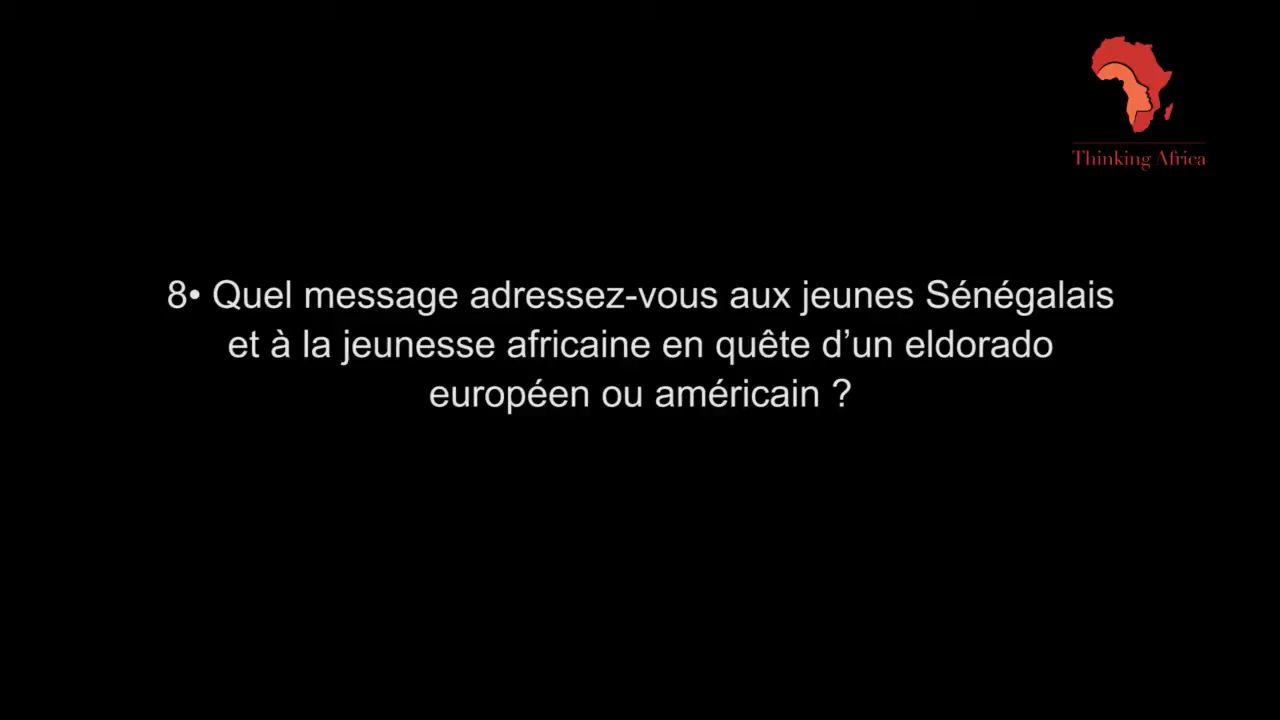 Thinking Africa
8• Quel message adressez-vous aux jeunes Sénégalais
et à la jeunesse africaine en quête d’un eldorado
européen ou américain ?